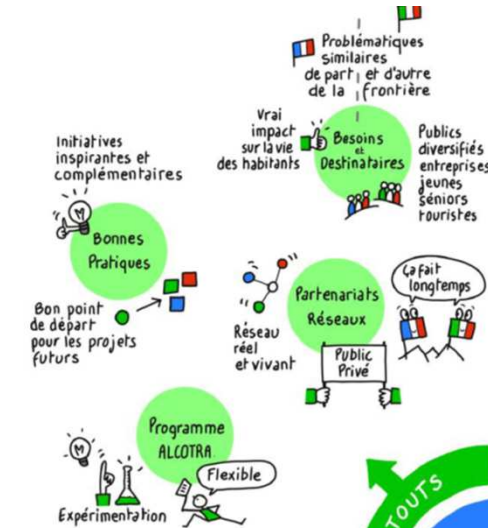 Problématiques
similaires
de part et d'autre
de la frontière
Vrai
impact
sur la vie
des habitants
Besoins
et
Destinataires
Publics
diversifiés
entreprises
jeunes
séniors
touristes
Initiatives
inspirantes et
complémentaires
Bonnes
Pratiques
Bon point
de départ
pour les projets
futurs
Partenariats
Réseaux
Réseau
réel
et vivant
Public
Privé
Ça fait
longtemps
Programme
ALCOTRA
Flexible
Expérimentation
TOUTS